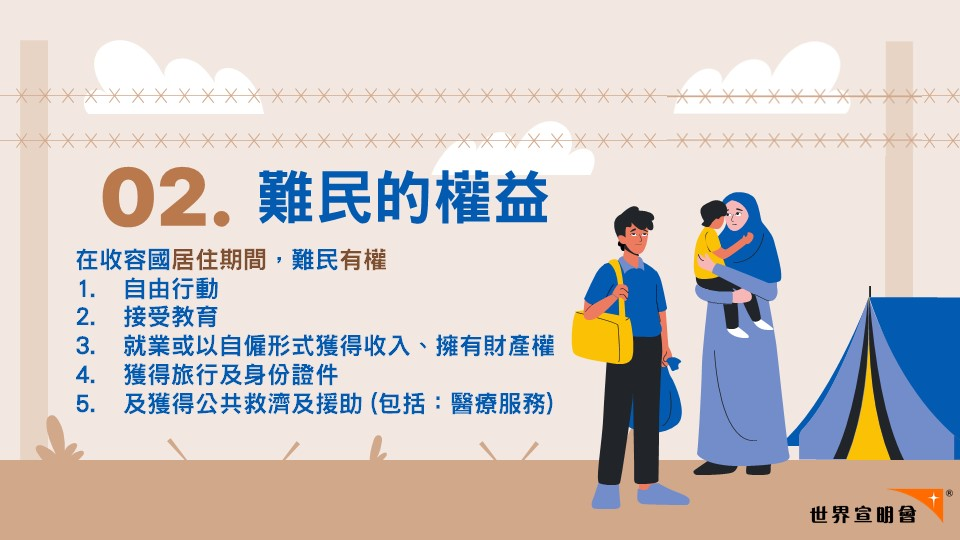 02. 難民的權益
在收容國居住期間，難民有權
1. 自由行動
2. 接受教育
3. 就業或以自僱形式獲得收入、擁有財產權
4. 獲得旅行及身份證件
5. 及獲得公共救濟及援助 (包括：醫療服務)
世界宣明會®